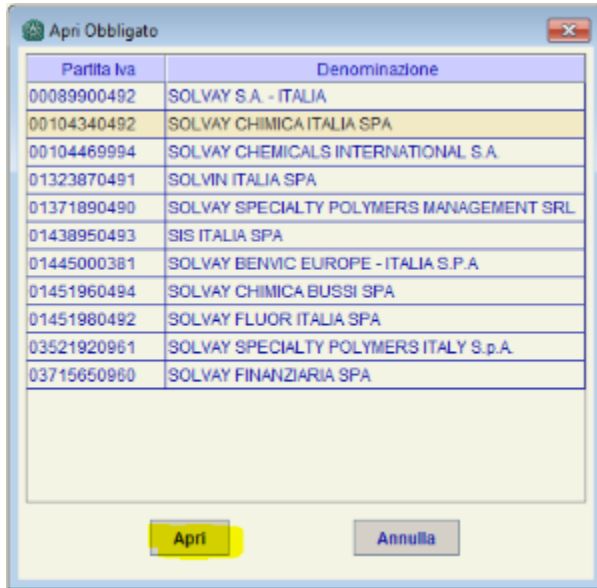 Apri Obbligato
Partita Iva Denominazione
00089900492 SOLVAY S.A. - ITALIA
00104340492 SOLVAY CHIMICA ITALIA SPA
00104469994 SOLVAY CHEMICALS INTERNATIONAL S.A.
01323870491 SOLVIN ITALIA SPA
01371890490 SOLVAY SPECIALTY POLYMERS MANAGEMENT SRL
01438950493 SIS ITALIA SPA
01445000381 SOLVAY BENVIC EUROPE - ITALIA S.P.A
01451960494 SOLVAY CHIMICA BUSSI SPA
01451980492 SOLVAY FLUOR ITALIA SPA
03521920961 SOLVAY SPECIALTY POLYMERS ITALY S.p.A.
03715650960 SOLVAY FINANZIARIA SPA
Apri Annulla